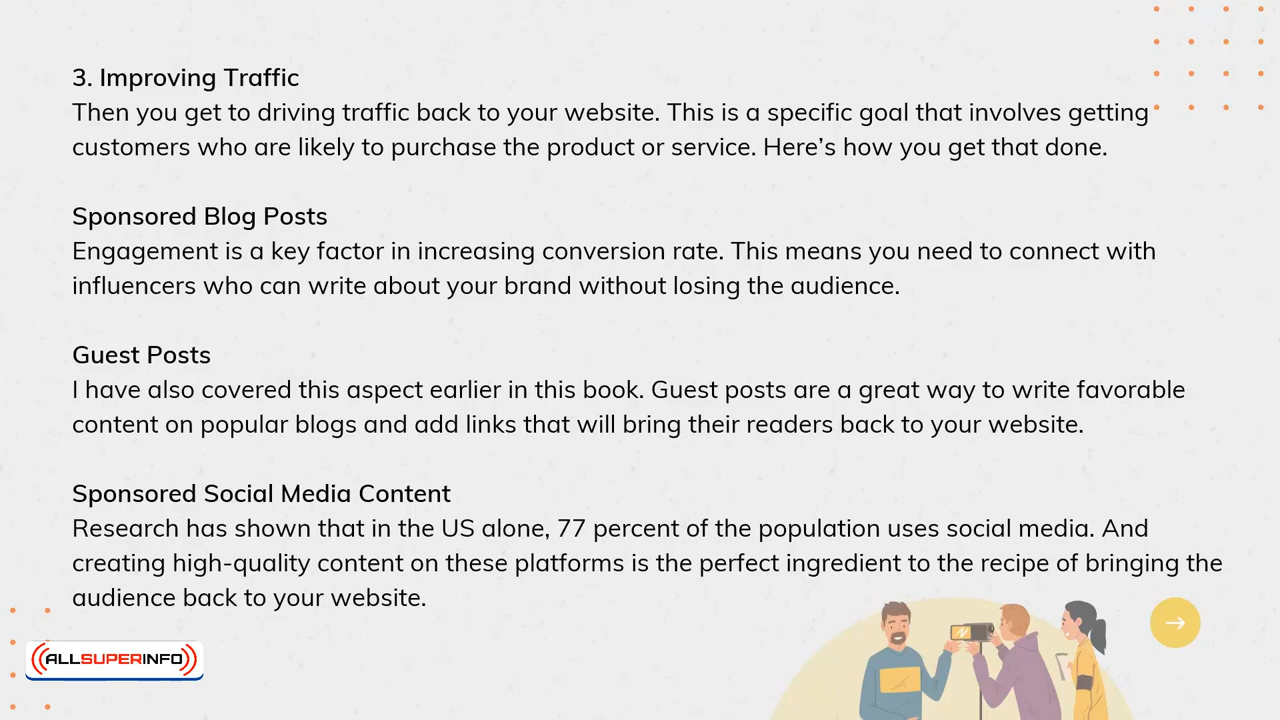 3. Improving Traffic
Then you get to driving traffic back to your website. This is a specific goal that involves getting
customers who are likely to purchase the product or service. Here’s how you get that done.
Sponsored Blog Posts
Engagement is a key factor in increasing conversion rate. This means you need to connect with
influencers who can write about your brand without losing the audience.
Guest Posts
I have also covered this aspect earlier in this book. Guest posts are a great way to write favorable
content on popular blogs and add links that will bring their readers back to your website.
Sponsored Social Media Content
Research has shown that in the US alone, 77 percent of the population uses social media. And
creating high-quality content on these platforms is the perfect ingredient to the recipe of bringing the
audience back to your website.
ALLSUPERINFO